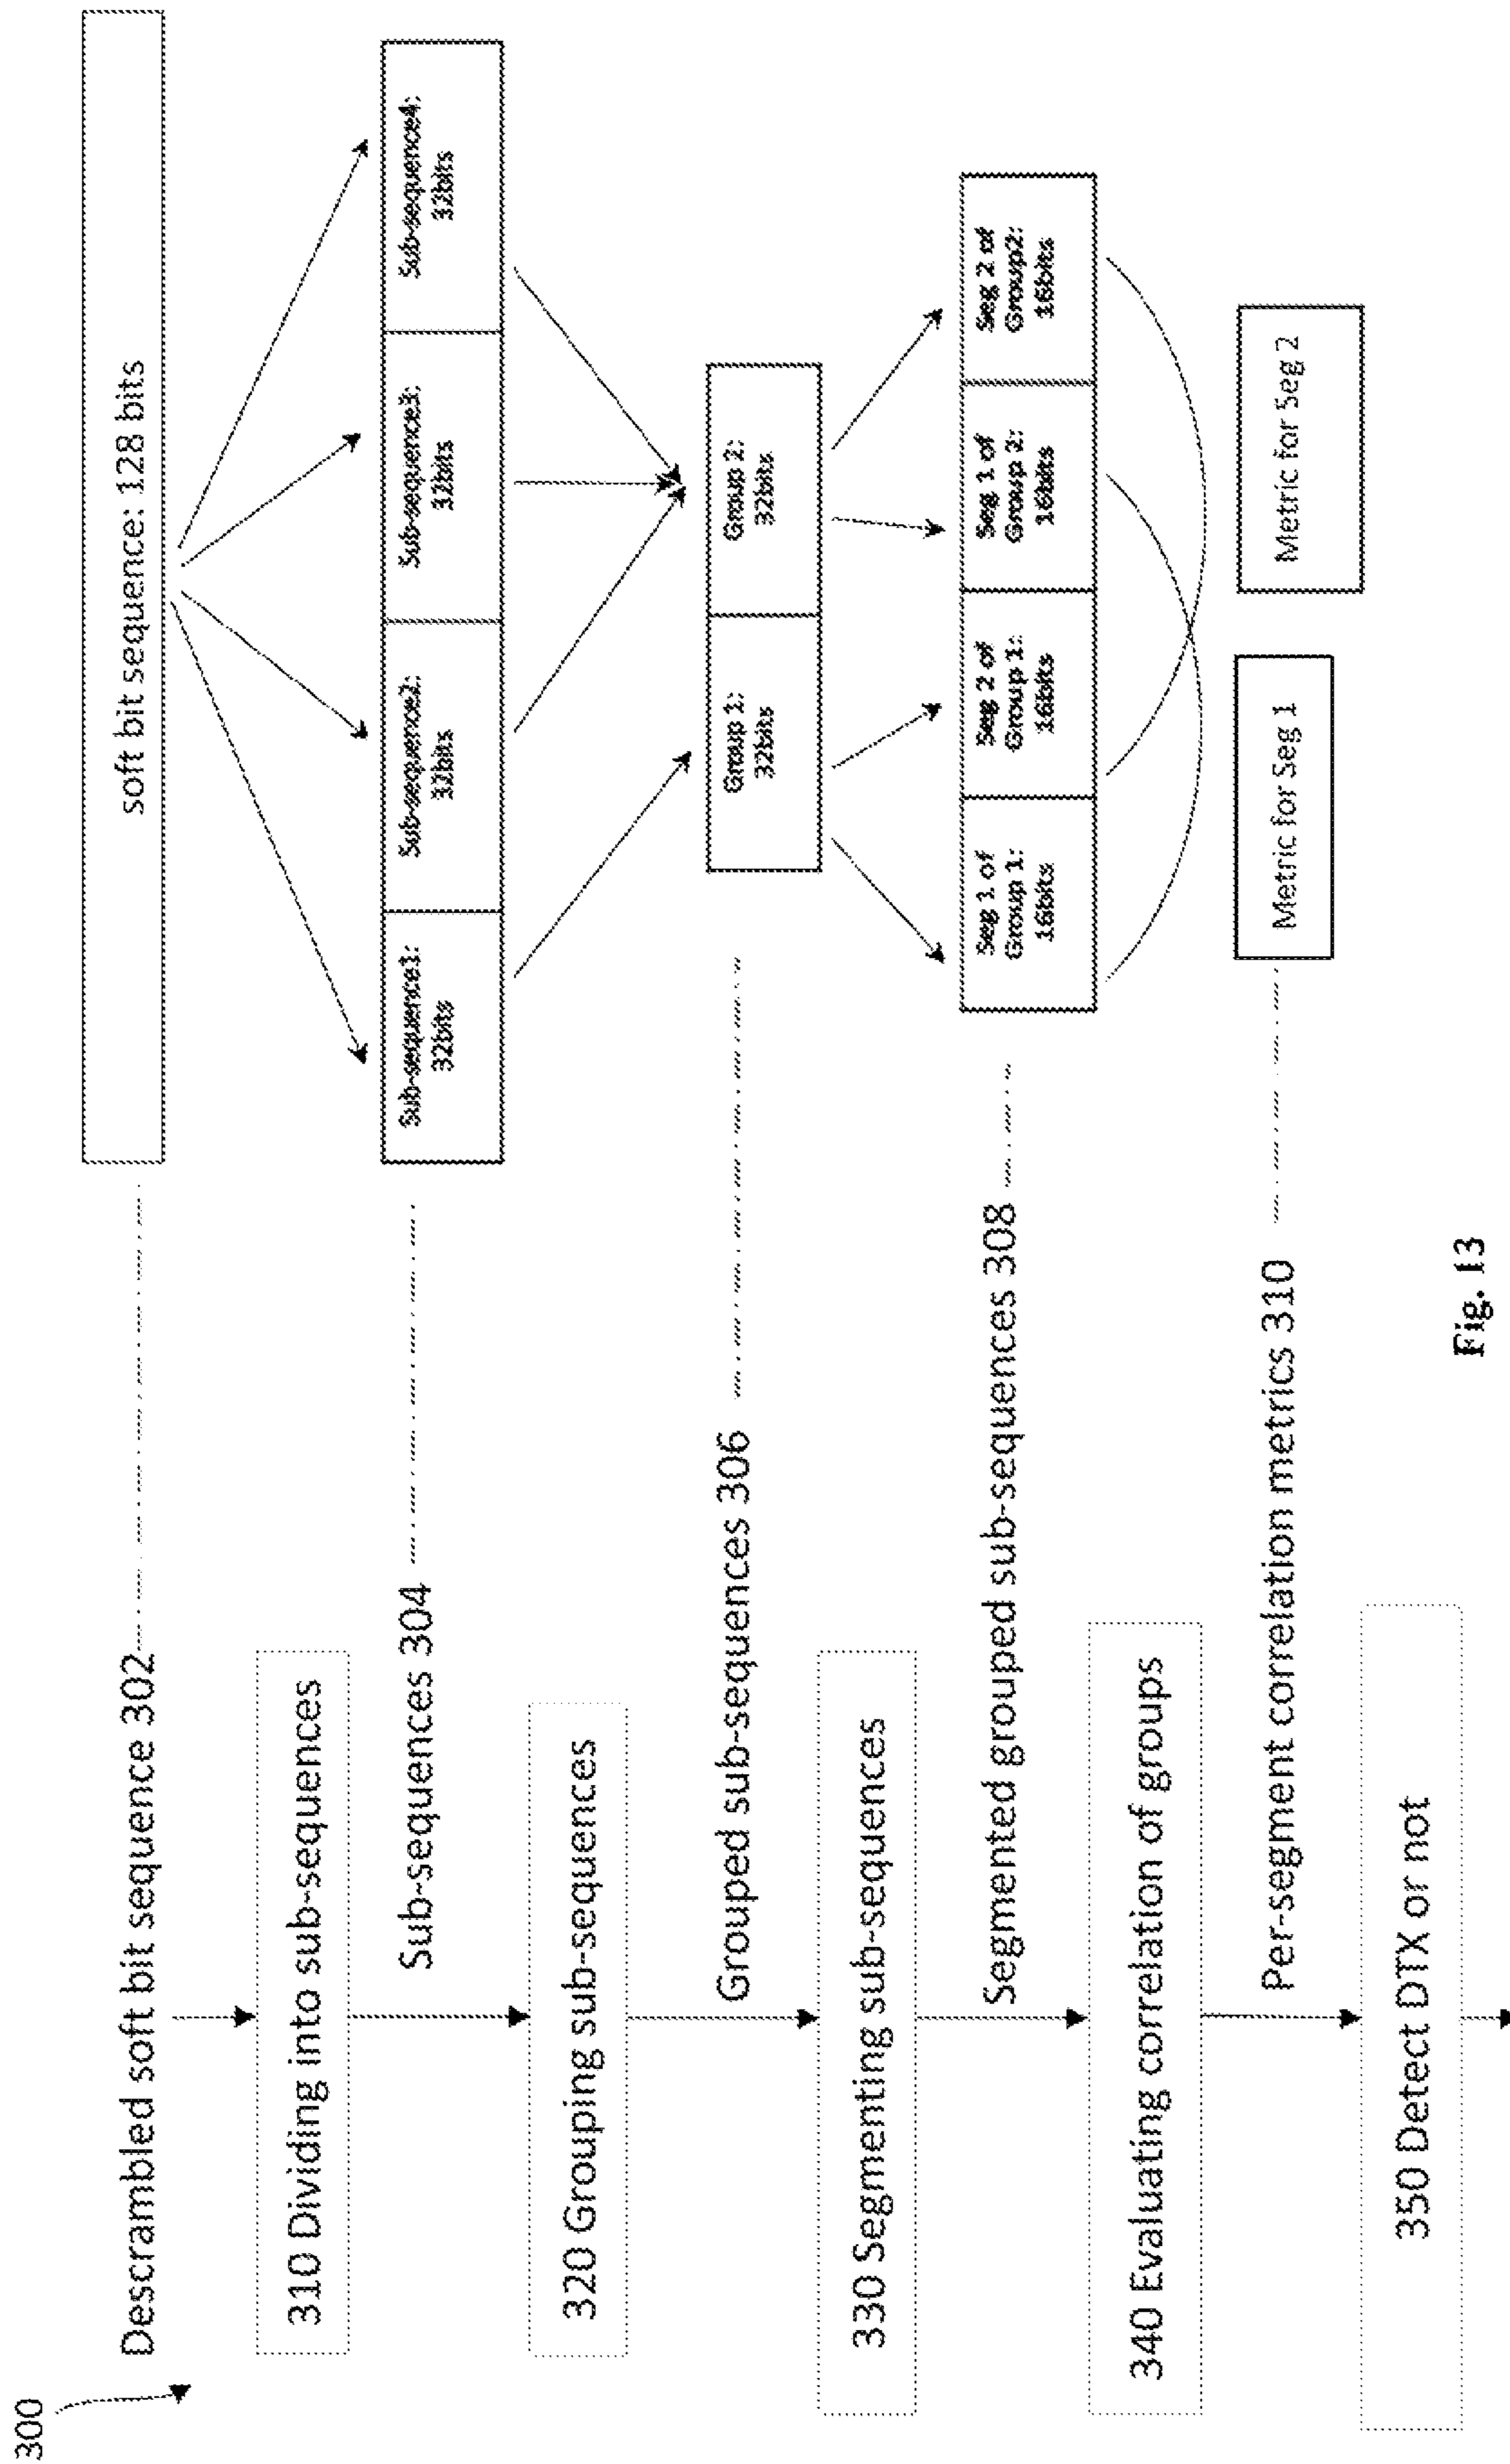 300
Descrambled soft bit sequence 302
soft bit sequence: 128 bits
310 Dividing into sub-sequences
Sub-sequences 304
Sub-sequence1:
32bits
Sub-sequence2:
32bits
Sub-sequence3:
32bits
Sub-sequence4:
32bits
320 Grouping sub-sequences
Grouped sub-sequences 306
Group 1:
32bits
Group 2:
32bits
330 Segmenting sub-sequences
Segmented grouped sub-sequences 308
Seg 1 of
Group 1:
16bits
Seg 2 of
Group 1:
16bits
Seg 1 of
Group 2:
16bits
Seg 2 of
Group2:
16bits
340 Evaluating correlation of groups
Per-segment correlation metrics 310
Metric for Seg 1
Metric for Seg 2
350 Detect DTX or not
Fig. 13